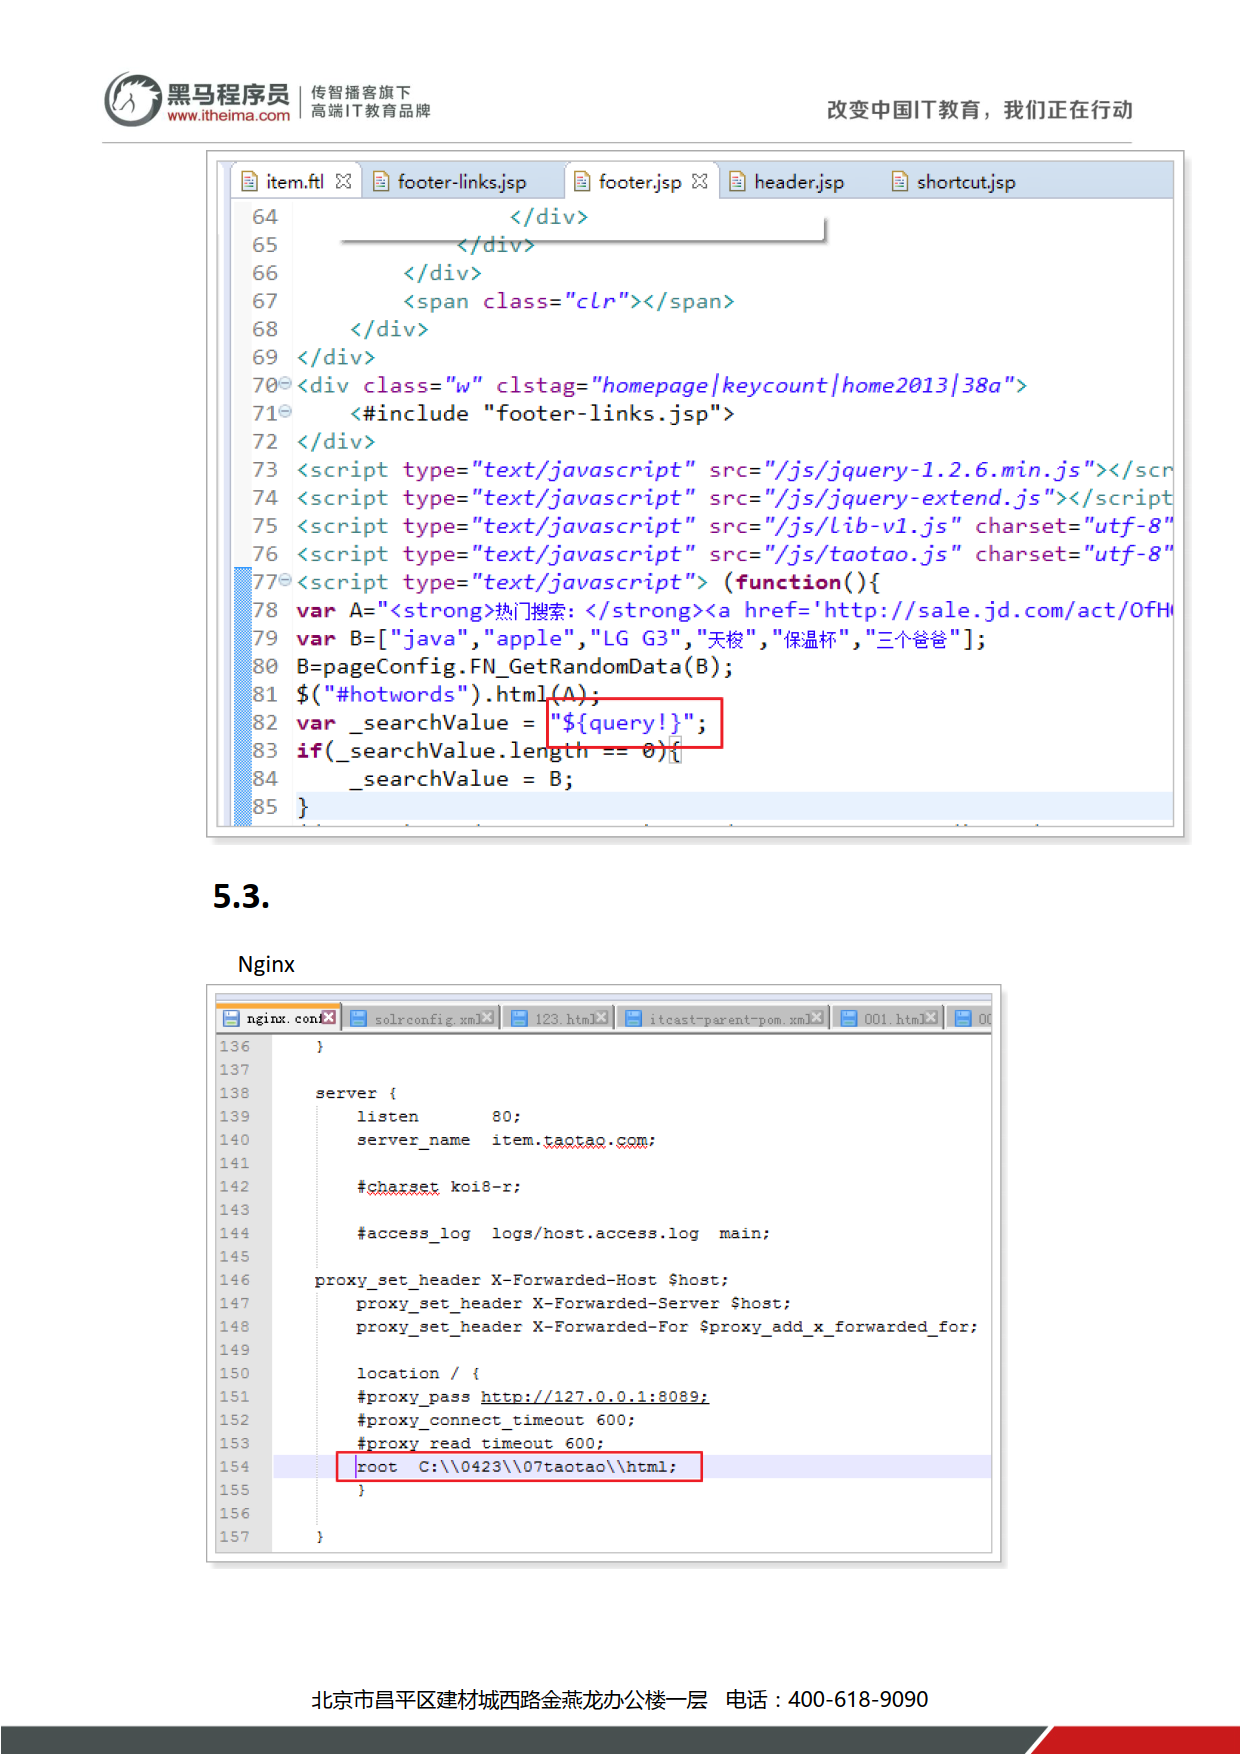 黑马程序员
www.itheima.com
传智播客旗下
高端IT教育品牌
改变中国IT教育，我们正在行动
item.ftl footer-links.jsp footer.jsp header.jsp shortcut.jsp
64 </div>
65 </div>
66 </div>
67 <span class="clr"></span>
68 </div>
69 </div>
70 <div class="w" clstag="homepage|keycount|home2013|38a">
71 <#include "footer-links.jsp">
72 </div>
73 <script type="text/javascript" src="/js/jquery-1.2.6.min.js"></scr
74 <script type="text/javascript" src="/js/jquery-extend.js"></script
75 <script type="text/javascript" src="/js/lib-v1.js" charset="utf-8"
76 <script type="text/javascript" src="/js/taotao.js" charset="utf-8"
77 <script type="text/javascript"> (function(){
78 var A="<strong>热门搜索：</strong><a href='http://sale.jd.com/act/OfH
79 var B=["java","apple","LG G3","天梭","保温杯","三个爸爸"];
80 B=pageConfig.FN_GetRandomData(B);
81 $("#hotwords").html(A);
82 var _searchValue = "${query!}";
83 if(_searchValue.length == 0){
84 _searchValue = B;
85 }
5.3.
Nginx
nginx.conf solrconfig.xml 123.html itcast-parent-pom.xml 001.html 00
136 }
137
138 server {
139 listen 80;
140 server_name item.taotao.com;
141
142 #charset koi8-r;
143
144 #access_log logs/host.access.log main;
145
146 proxy_set_header X-Forwarded-Host $host;
147 proxy_set_header X-Forwarded-Server $host;
148 proxy_set_header X-Forwarded-For $proxy_add_x_forwarded_for;
149
150 location / {
151 #proxy_pass http://127.0.0.1:8089;
152 #proxy_connect_timeout 600;
153 #proxy_read_timeout 600;
154 root C:\\0423\\07taotao\\html;
155 }
156
157 }
北京市昌平区建材城西路金燕龙办公楼一层 电话：400-618-9090